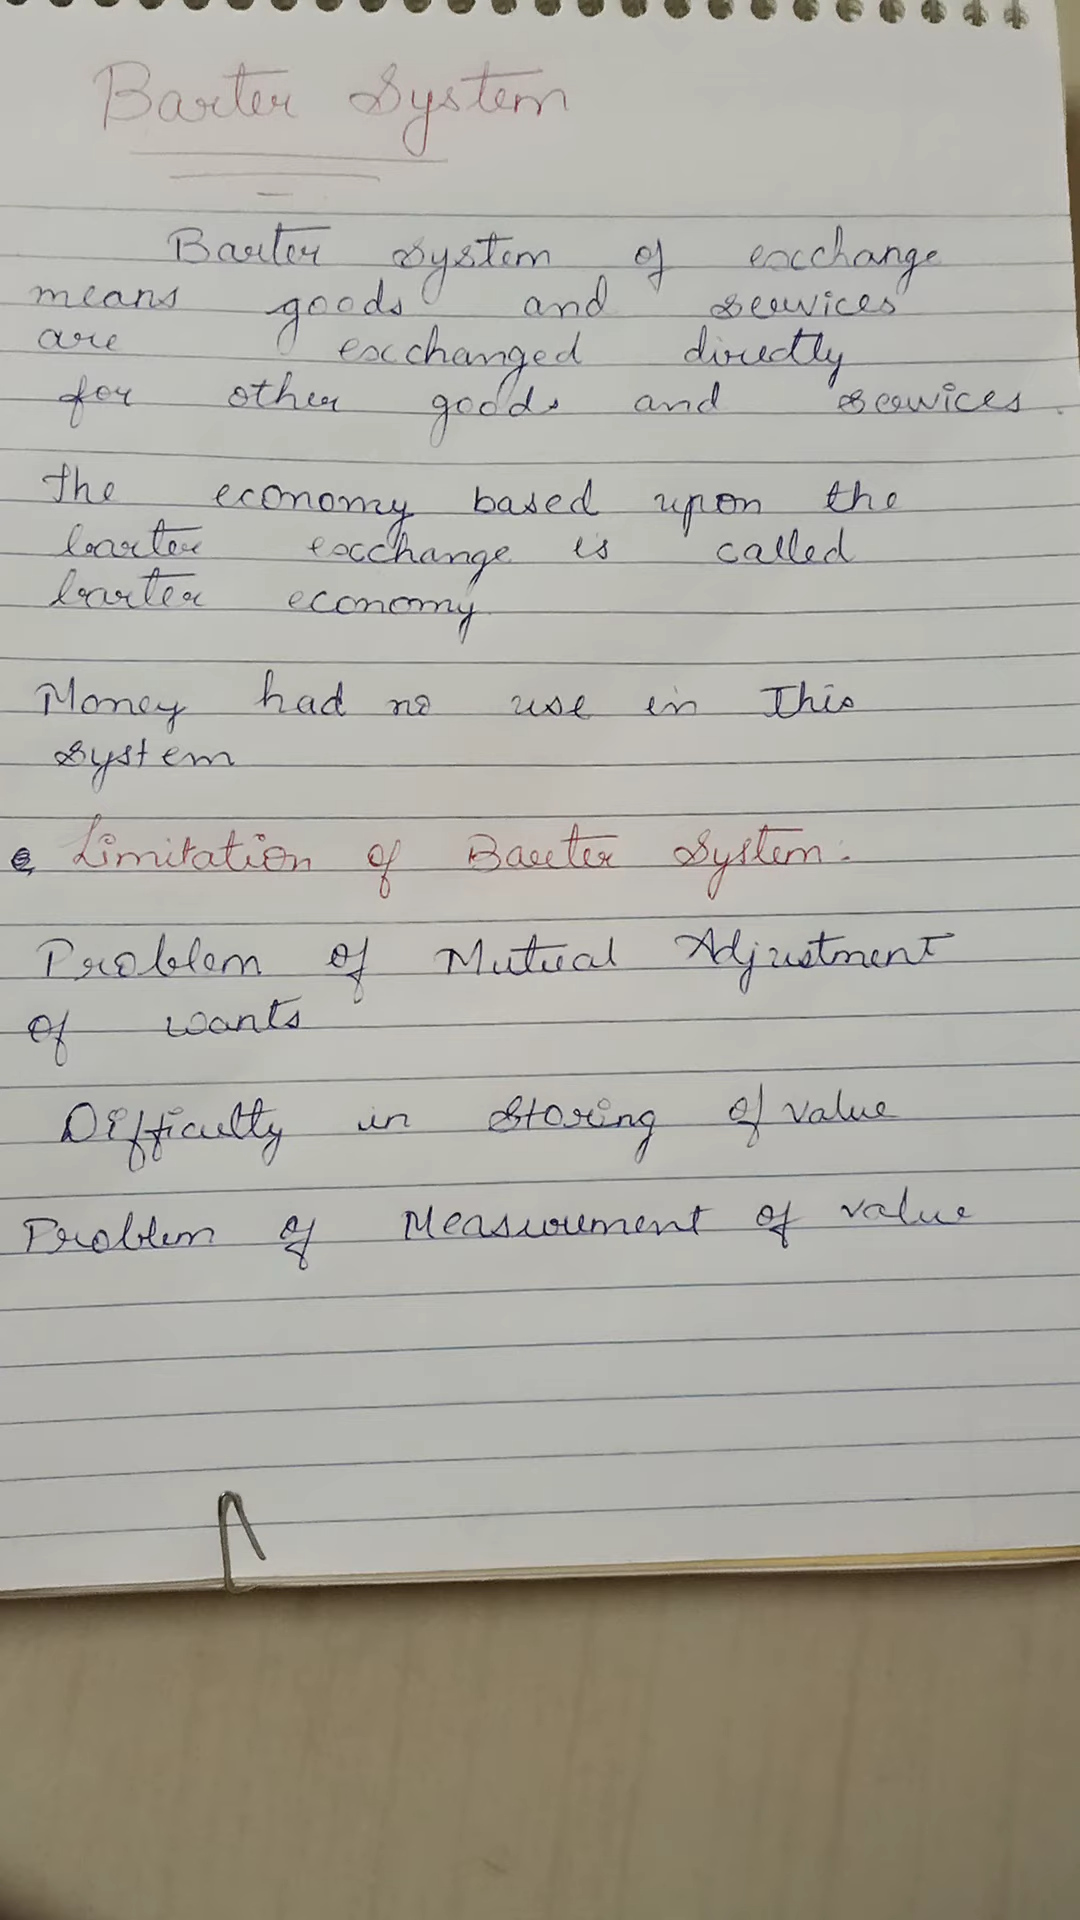 Barter System
Barter system of exchange
means goods and services
are exchanged directly
for other goods and services.
The economy based upon the
barter exchange is called
barter economy
Money had no use in This
system
Limitation of Barter System:
Problem of Mutual Adjustment
of wants
Difficulty in storing of value
Problem of Measurement of value